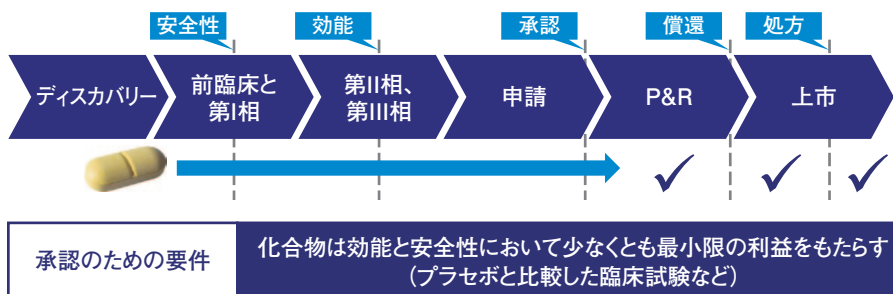 安全性
効能
承認
償還
処方
ディスカバリー
前臨床と
第I相
第II相、
第III相
申請
P&R
上市
承認のための要件
化合物は効能と安全性において少なくとも最小限の利益をもたらす
(プラセボと比較した臨床試験など)